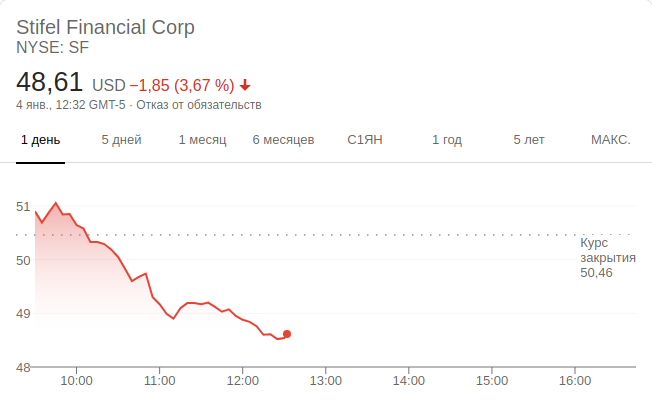 Stifel Financial Corp
NYSE: SF
48,61 USD −1,85 (3,67 %)
4 янв., 12:32 GMT-5 · Отказ от обязательств
1 день 5 дней 1 месяц 6 месяцев С1ЯН 1 год 5 лет МАКС.
51
50
49
48
Курс
закрытия
50,46
10:00 11:00 12:00 13:00 14:00 15:00 16:00